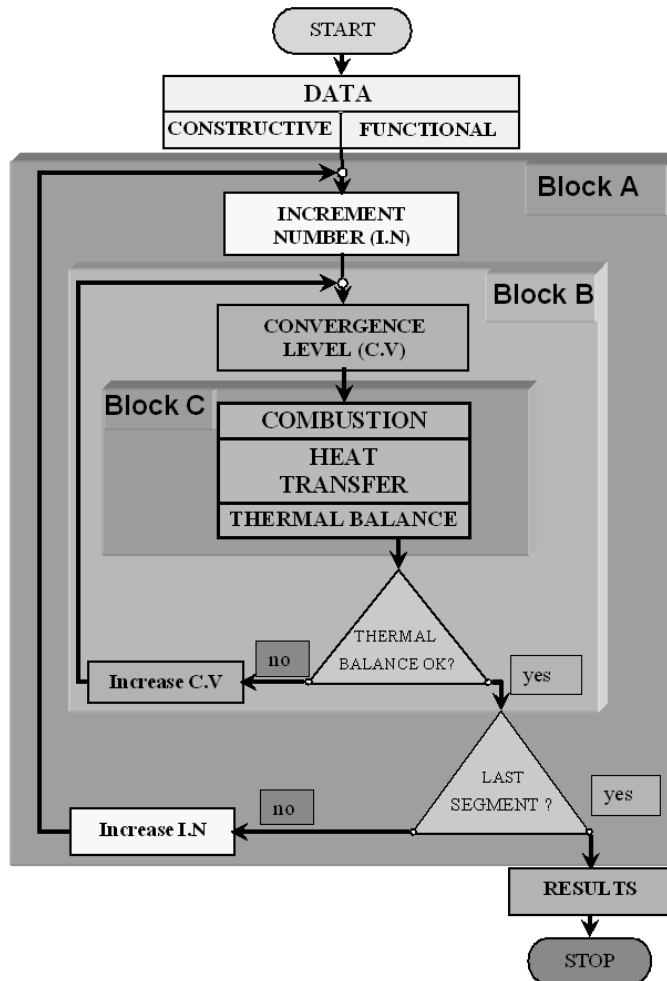 START
DATA
CONSTRUCTIVE FUNCTIONAL
Block A
INCREMENT
NUMBER (I.N)
Block B
CONVERGENCE
LEVEL (C.V)
Block C
COMBUSTION
HEAT
TRANSFER
THERMAL BALANCE
THERMAL
BALANCE OK?
no
yes
Increase C.V
LAST
SEGMENT ?
no
yes
Increase I.N
RESULTS
STOP